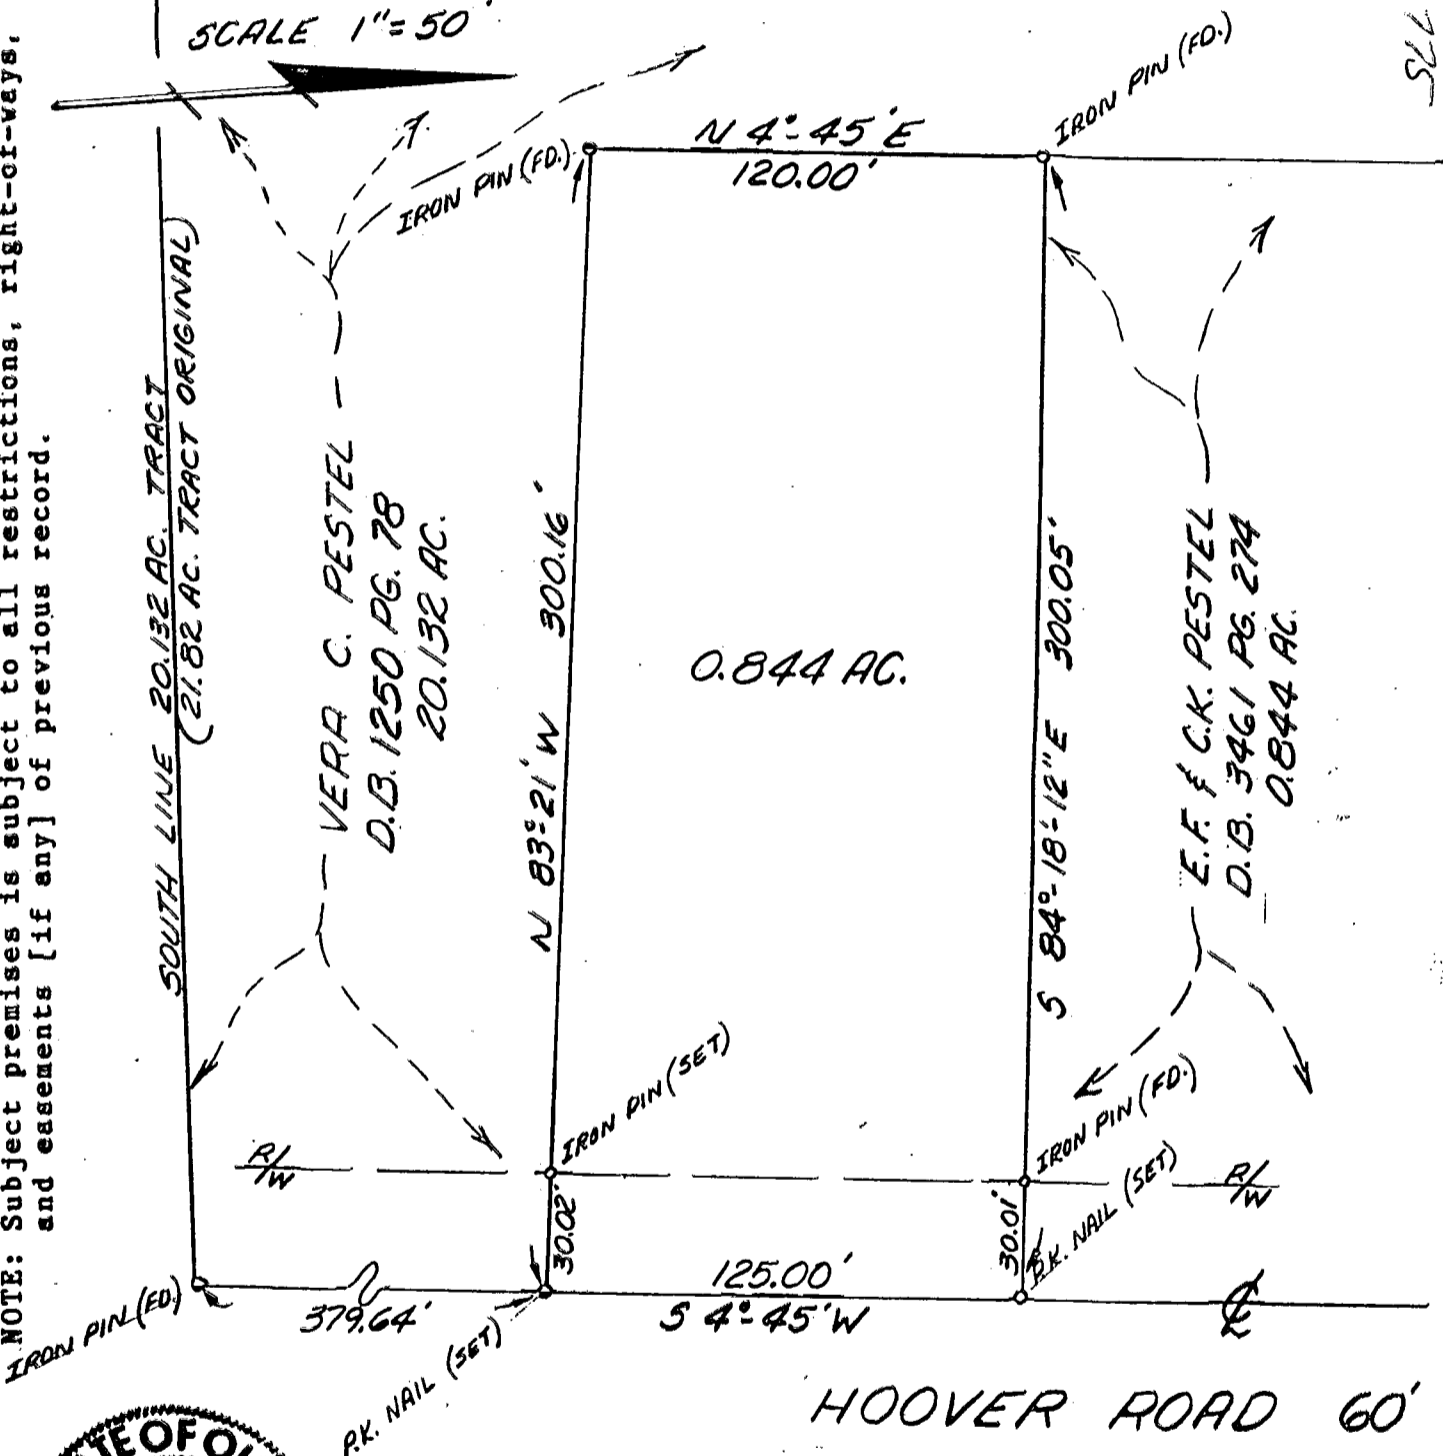 SCALE 1"=50'
NOTE: Subject premises is subject to all restrictions, right-of-ways,
and easements [if any] of previous record.
SOUTH LINE 20.132 AC. TRACT
(21.82 AC. TRACT ORIGINAL)
VERA C. PESTEL
D.B. 1250 PG. 78
20.132 AC.
IRON PIN (FD.)
N 4°-45'E
120.00'
IRON PIN (FD.)
N 83°-21'W 300.16'
0.844 AC.
S 84°-18'-12"E 300.05'
E.F. & C.K. PESTEL
D.B. 3461 PG. 274
0.844 AC.
R/W
IRON PIN (SET)
IRON PIN (FD.)
R/W
30.02'
30.01'
P.K. NAIL (SET)
IRON PIN (FD.)
379.64'
P.K. NAIL (SET)
125.00'
S 4°-45'W
℄
HOOVER ROAD 60'